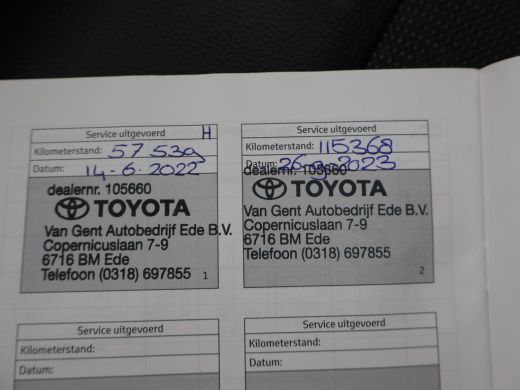 Service uitgevoerd H
Kilometerstand: 57 539
Datum: 14-6-2022
dealernr. 105660
TOYOTA
Van Gent Autobedrijf Ede B.V.
Copernicuslaan 7-9
6716 BM Ede
Telefoon (0318) 697855
1
Service uitgevoerd
Kilometerstand: 115368
Datum: 26-9-2023
dealernr. 105660
TOYOTA
Van Gent Autobedrijf Ede B.V.
Copernicuslaan 7-9
6716 BM Ede
Telefoon (0318) 697855
2
Service uitgevoerd
Kilometerstand:
Datum:
Service uitgevoerd
Kilometerstand:
Datum: